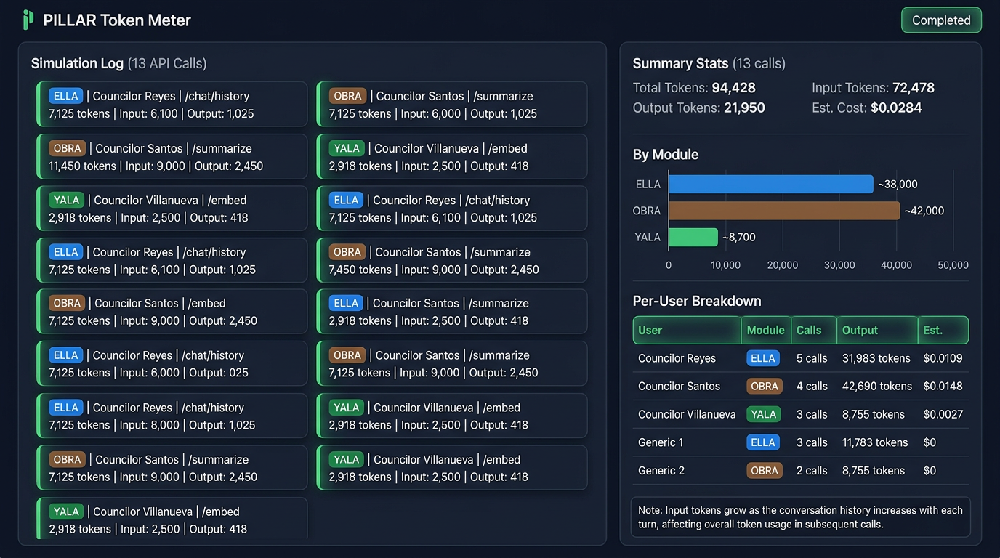 PILLAR Token Meter
Completed
Simulation Log (13 API Calls)
ELLA | Councilor Reyes | /chat/history
7,125 tokens | Input: 6,100 | Output: 1,025
OBRA | Councilor Santos | /summarize
11,450 tokens | Input: 9,000 | Output: 2,450
YALA | Councilor Villanueva | /embed
2,918 tokens | Input: 2,500 | Output: 418
ELLA | Councilor Reyes | /chat/history
7,125 tokens | Input: 6,100 | Output: 1,025
OBRA | Councilor Santos | /embed
7,125 tokens | Input: 9,000 | Output: 2,450
ELLA | Councilor Reyes | /chat/history
7,125 tokens | Input: 6,000 | Output: 025
ELLA | Councilor Reyes | /chat/history
7,125 tokens | Input: 8,000 | Output: 1,025
OBRA | Councilor Santos | /summarize
7,125 tokens | Input: 9,000 | Output: 2,450
YALA | Councilor Villanueva | /embed
2,918 tokens | Input: 2,500 | Output: 418
OBRA | Councilor Santos | /summarize
7,125 tokens | Input: 6,000 | Output: 1,025
YALA | Councilor Villanueva | /embed
2,918 tokens | Input: 2,500 | Output: 418
ELLA | Councilor Reyes | /chat/history
7,125 tokens | Input: 6,100 | Output: 1,025
OBRA | Councilor Santos | /summarize
7,450 tokens | Input: 9,000 | Output: 2,450
ELLA | Councilor Santos | /summarize
2,918 tokens | Input: 2,500 | Output: 418
OBRA | Councilor Santos | /summarize
7,125 tokens | Input: 9,000 | Output: 2,450
YALA | Councilor Villanueva | /embed
2,918 tokens | Input: 2,500 | Output: 418
YALA | Councilor Villanueva | /embed
2,918 tokens | Input: 2,500 | Output: 418
Summary Stats (13 calls)
Total Tokens: 94,428 Input Tokens: 72,478
Output Tokens: 21,950 Est. Cost: $0.0284
By Module
ELLA ~38,000
OBRA ~42,000
YALA ~8,700
0 10,000 20,000 30,000 40,000 50,000
Per-User Breakdown
User Module Calls Output Est.
Councilor Reyes ELLA 5 calls 31,983 tokens $0.0109
Councilor Santos OBRA 4 calls 42,690 tokens $0.0148
Councilor Villanueva YALA 3 calls 8,755 tokens $0.0027
Generic 1 ELLA 3 calls 11,783 tokens $0
Generic 2 OBRA 2 calls 8,755 tokens $0
Note: Input tokens grow as the conversation history increases with each
turn, affecting overall token usage in subsequent calls.